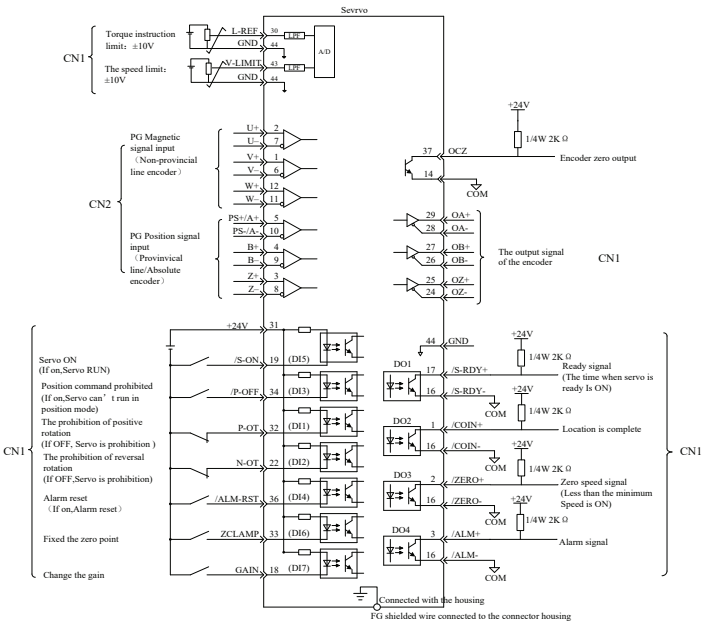 Sevrvo
Torque instruction
limit：±10V
L-REF 30 LPF
GND 44
A/D
CN1
The speed limit：
±10V
V-LIMIT 43 LPF
GND 44
PG Magnetic
signal input
（Non-provincial
line encoder）
U+ 2
U− 7
V+ 1
V− 6
W+ 12
W− 11
CN2
PG Position signal
input
（Provivical
line/Absolute
encoder）
PS+/A+ 5
PS-/A- 10
B+ 4
B− 9
Z+ 3
Z− 8
+24V
1/4W 2K Ω
37 OCZ
Encoder zero output
14
COM
29 OA+
28 OA-
27 OB+
26 OB-
25 OZ+
24 OZ-
The output signal
of the encoder
CN1
+24V 31
CN1
Servo ON
(If on,Servo RUN)
/S-ON 19 (DI5)
Position command prohibited
(If on,Servo can’t run in
position mode)
/P-OFF 34 (DI3)
The prohibition of positive
rotation
(If OFF, Servo is prohibition )
P-OT 32 (DI1)
The prohibition of reversal
rotation
(If OFF,Servo is prohibition)
N-OT 22 (DI2)
Alarm reset
（If on,Alarm reset）
/ALM-RST 36 (DI4)
Fixed the zero point
ZCLAMP 33 (DI6)
Change the gain
GAIN 18 (DI7)
44 GND
+24V
1/4W 2K Ω
DO1
17 /S-RDY+
16 /S-RDY-
COM
Ready signal
(The time when servo is
ready Is ON)
+24V
1/4W 2K Ω
DO2
1 /COIN+
16 /COIN-
COM
Location is complete
+24V
1/4W 2K Ω
DO3
2 /ZERO+
16 /ZERO-
COM
Zero speed signal
(Less than the minimum
Speed is ON)
+24V
1/4W 2K Ω
DO4
3 /ALM+
16 /ALM-
COM
Alarm signal
CN1
Connected with the housing
FG shielded wire connected to the connector housing